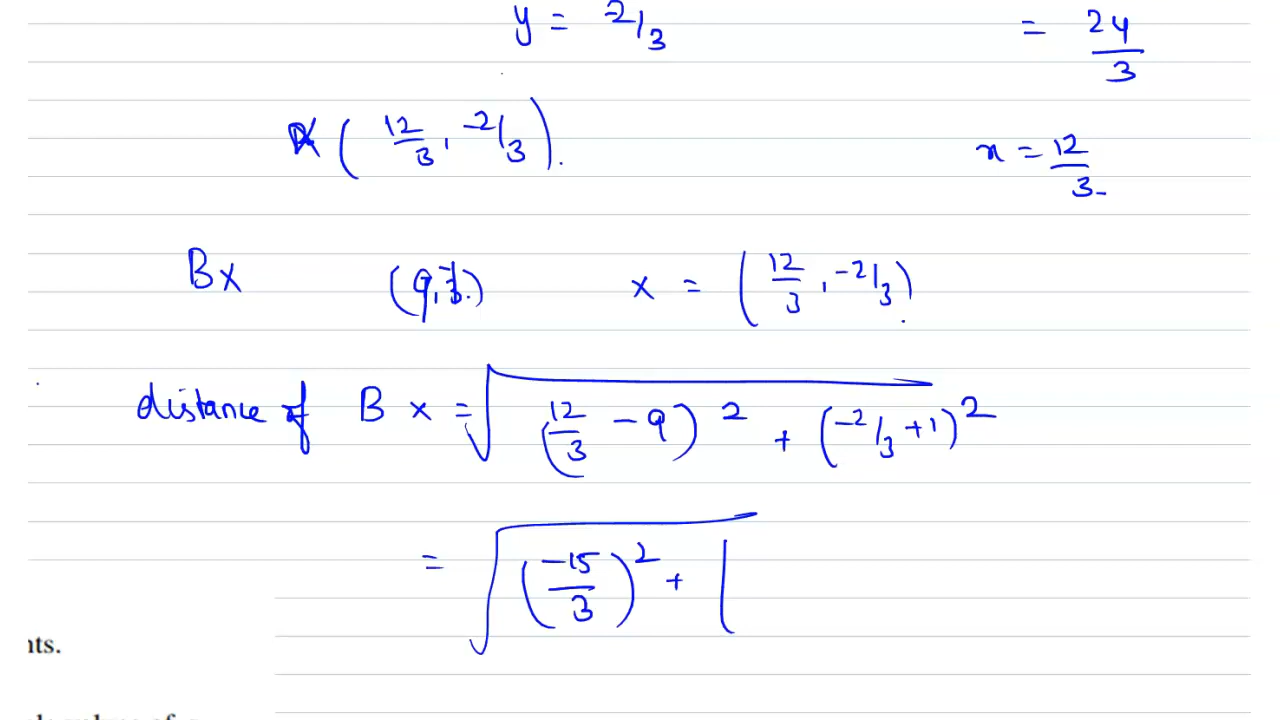 y = -2/3
= 24/3
X ( 12/3 , -2/3 ).
x = 12/3
Bx (9, -1) x = ( 12/3 , -2/3 ).
distance of B x = √( 12/3 - 9 )² + ( -2/3 + 1 )²
= √( -15/3 )² + (
nts.